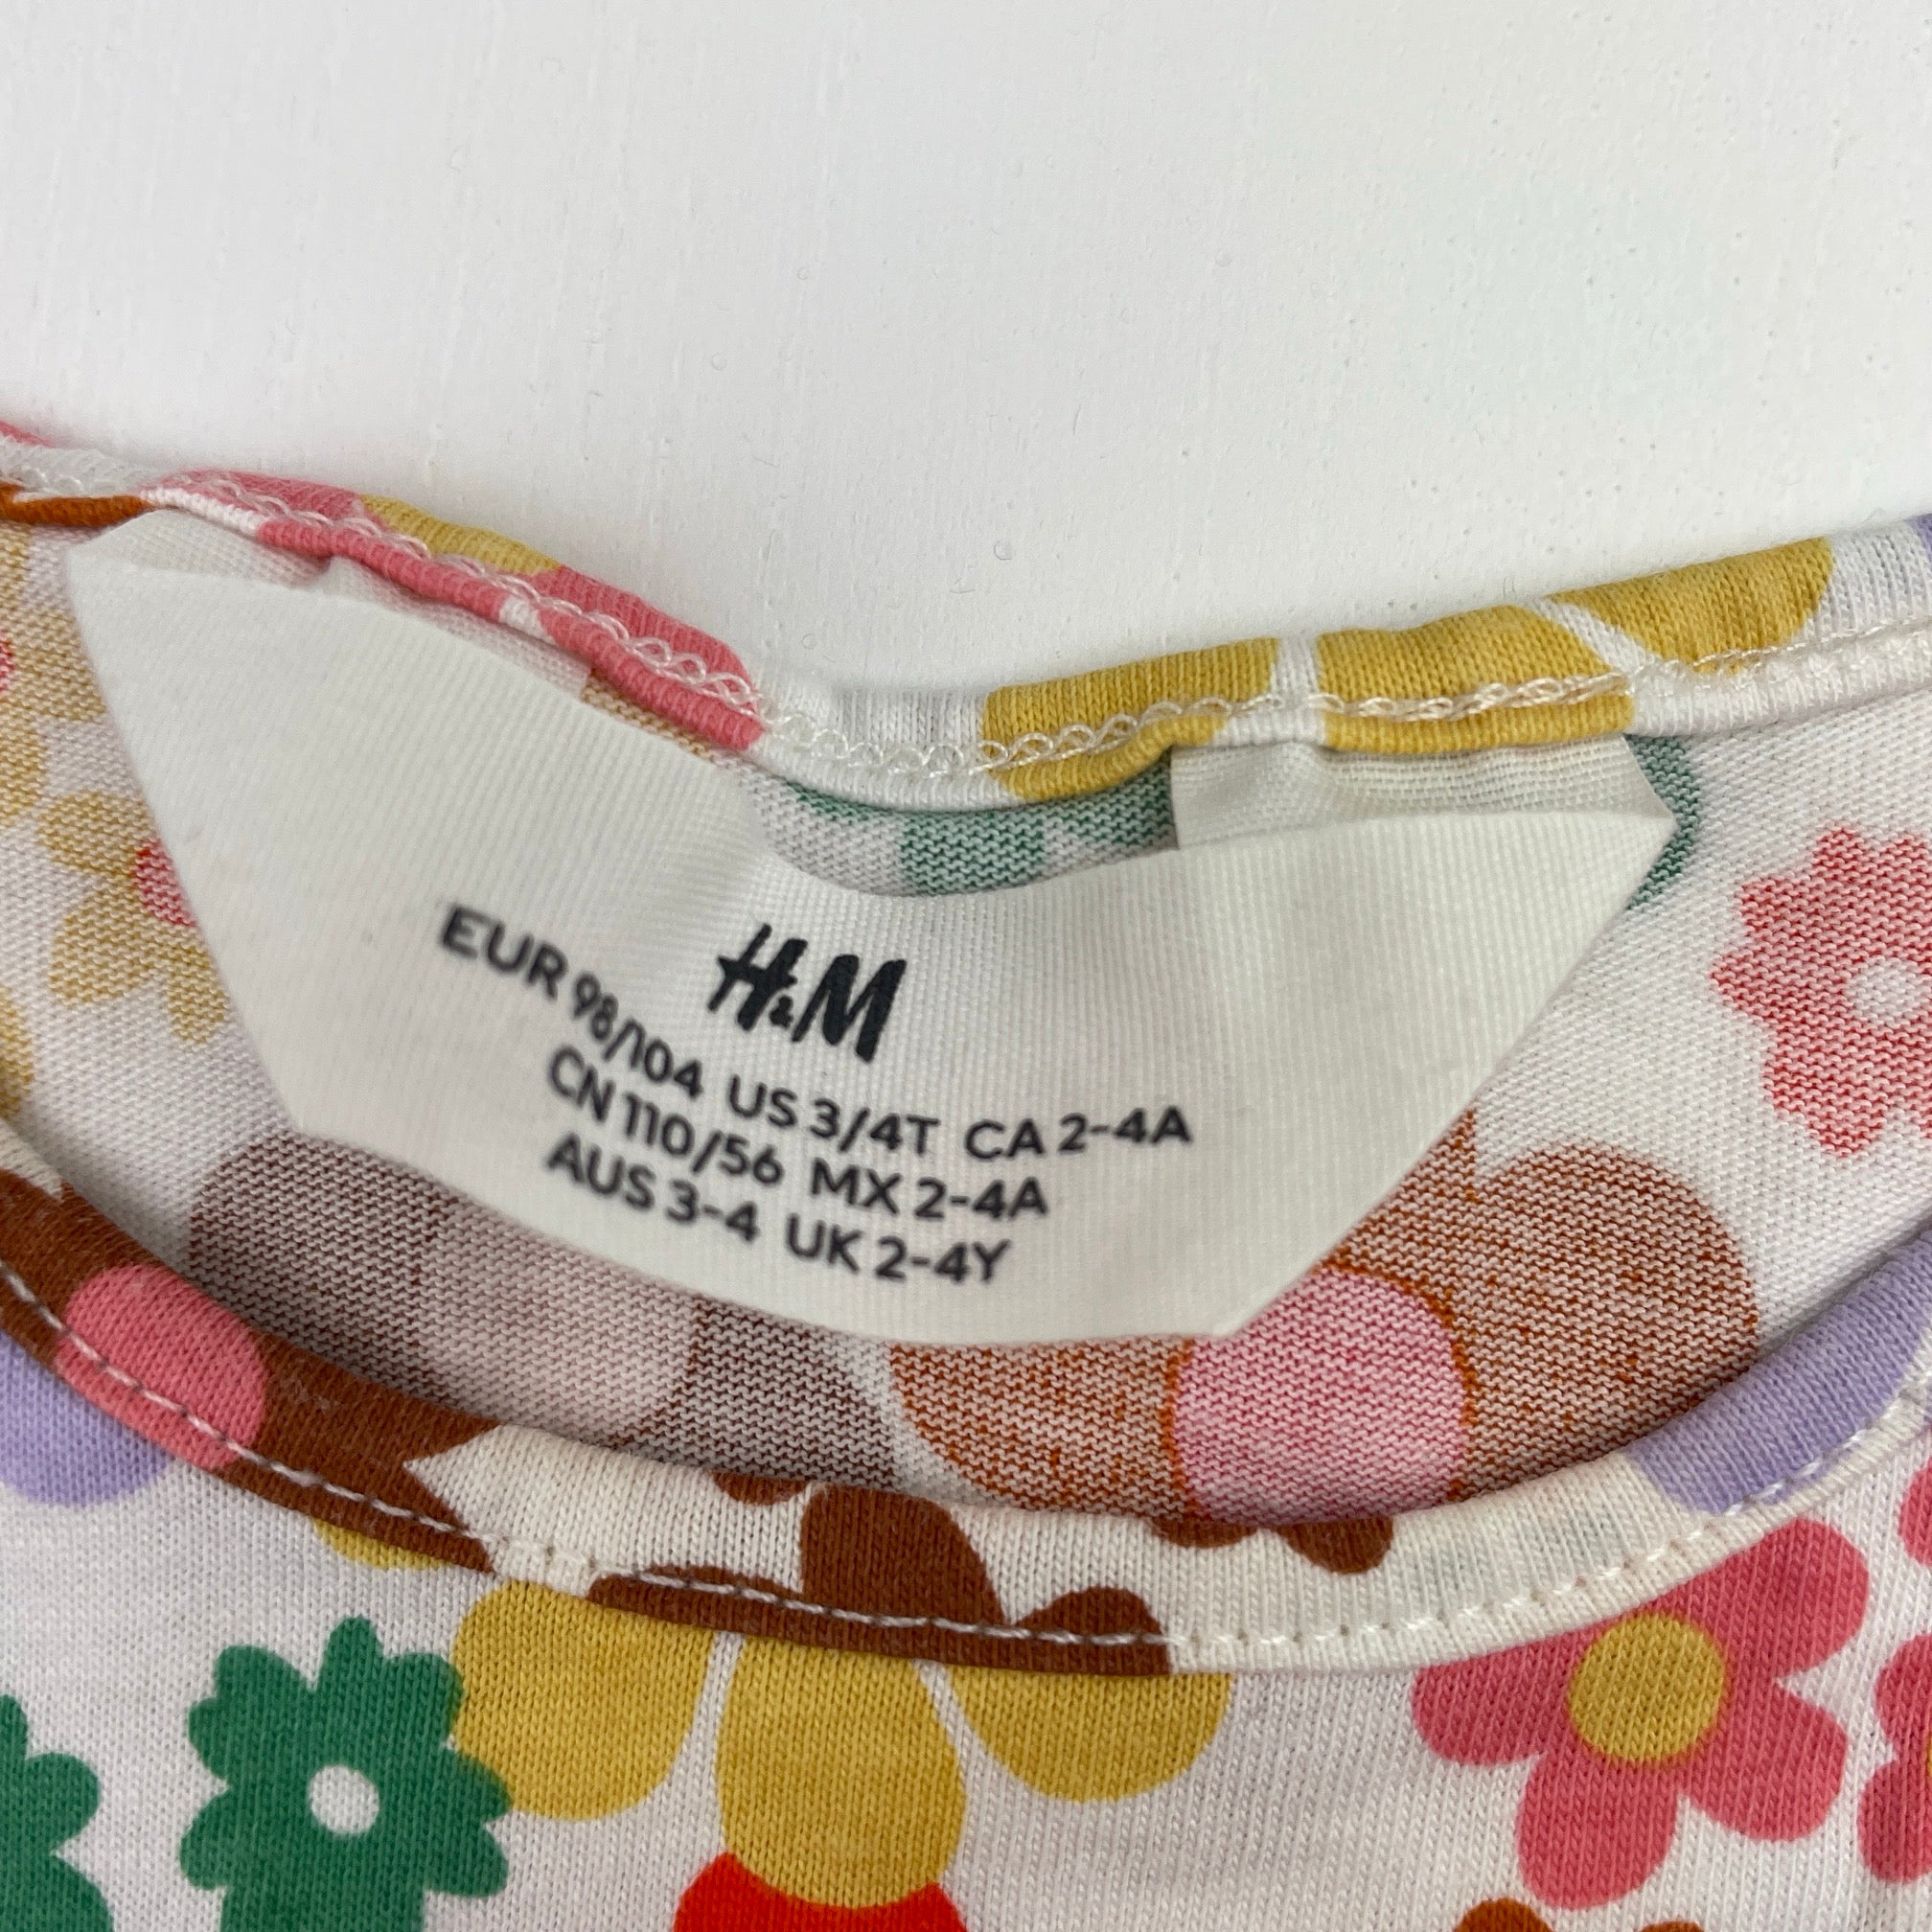 H&M
EUR 98/104 US 3/4T CA 2-4A
CN 110/56 MX 2-4A
AUS 3-4 UK 2-4Y